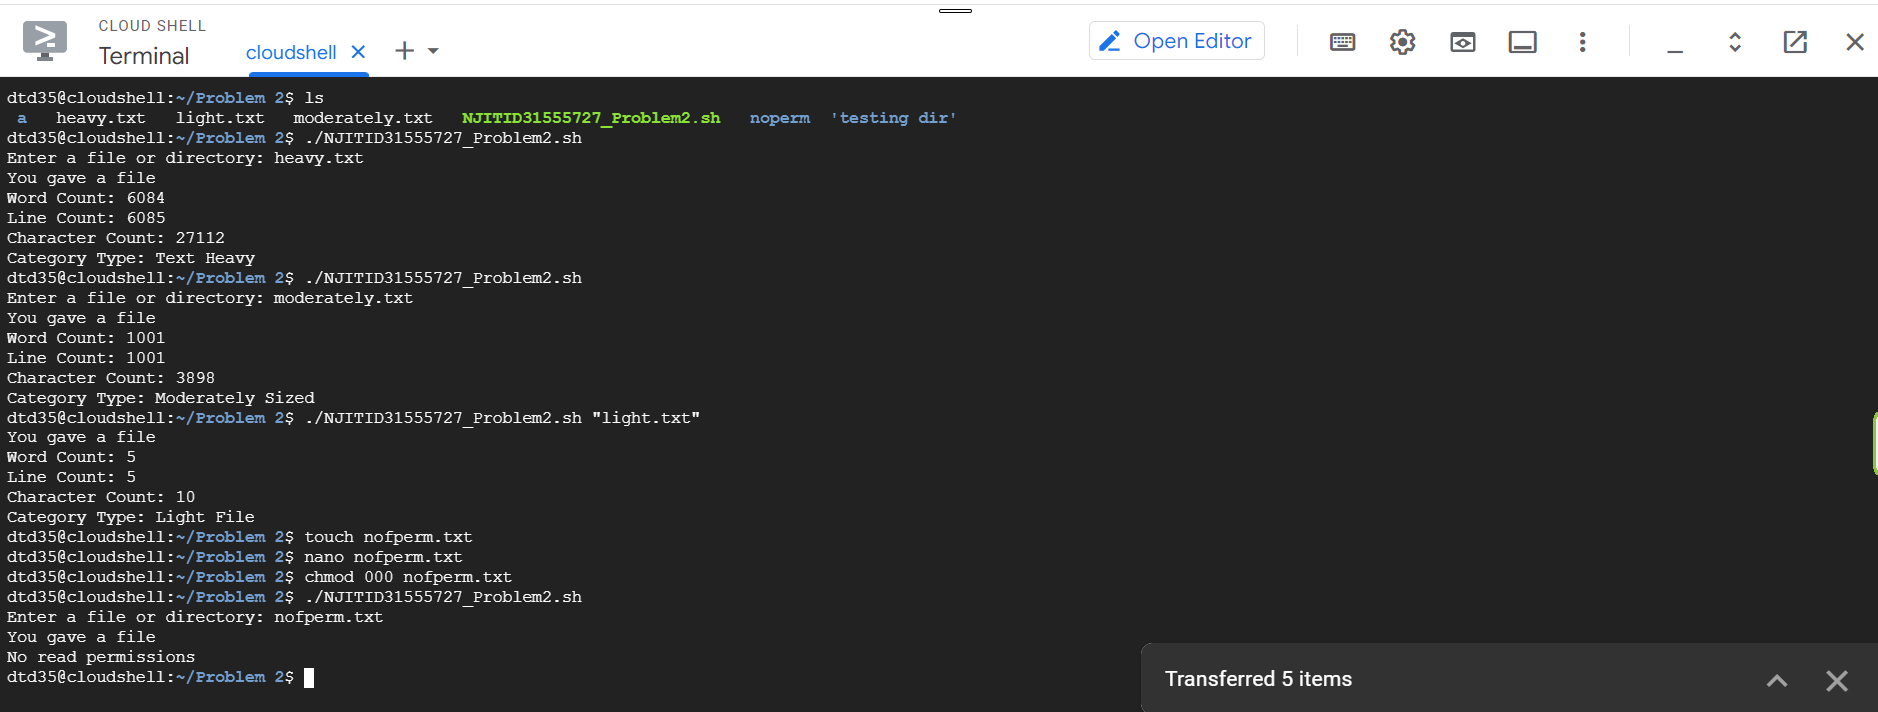 CLOUD SHELL
Terminal
cloudshell
Open Editor
dtd35@cloudshell:~/Problem 2$ ls
a heavy.txt light.txt moderately.txt NJITID31555727_Problem2.sh noperm 'testing dir'
dtd35@cloudshell:~/Problem 2$ ./NJITID31555727_Problem2.sh
Enter a file or directory: heavy.txt
You gave a file
Word Count: 6084
Line Count: 6085
Character Count: 27112
Category Type: Text Heavy
dtd35@cloudshell:~/Problem 2$ ./NJITID31555727_Problem2.sh
Enter a file or directory: moderately.txt
You gave a file
Word Count: 1001
Line Count: 1001
Character Count: 3898
Category Type: Moderately Sized
dtd35@cloudshell:~/Problem 2$ ./NJITID31555727_Problem2.sh "light.txt"
You gave a file
Word Count: 5
Line Count: 5
Character Count: 10
Category Type: Light File
dtd35@cloudshell:~/Problem 2$ touch nofperm.txt
dtd35@cloudshell:~/Problem 2$ nano nofperm.txt
dtd35@cloudshell:~/Problem 2$ chmod 000 nofperm.txt
dtd35@cloudshell:~/Problem 2$ ./NJITID31555727_Problem2.sh
Enter a file or directory: nofperm.txt
You gave a file
No read permissions
dtd35@cloudshell:~/Problem 2$
Transferred 5 items